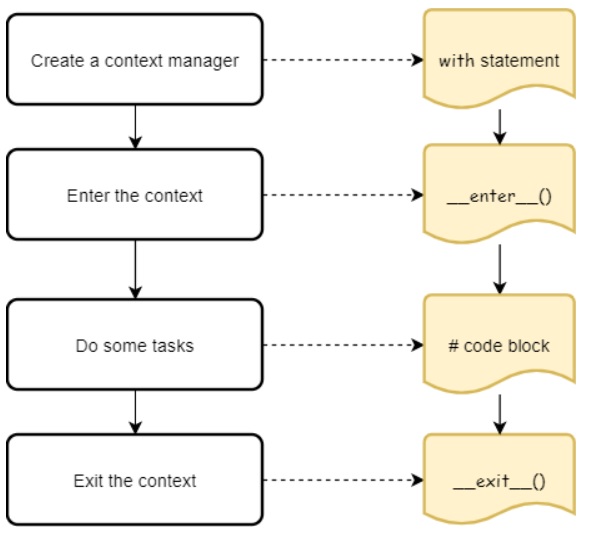 Create a context manager
with statement
Enter the context
__enter__()
Do some tasks
# code block
Exit the context
__exit__()